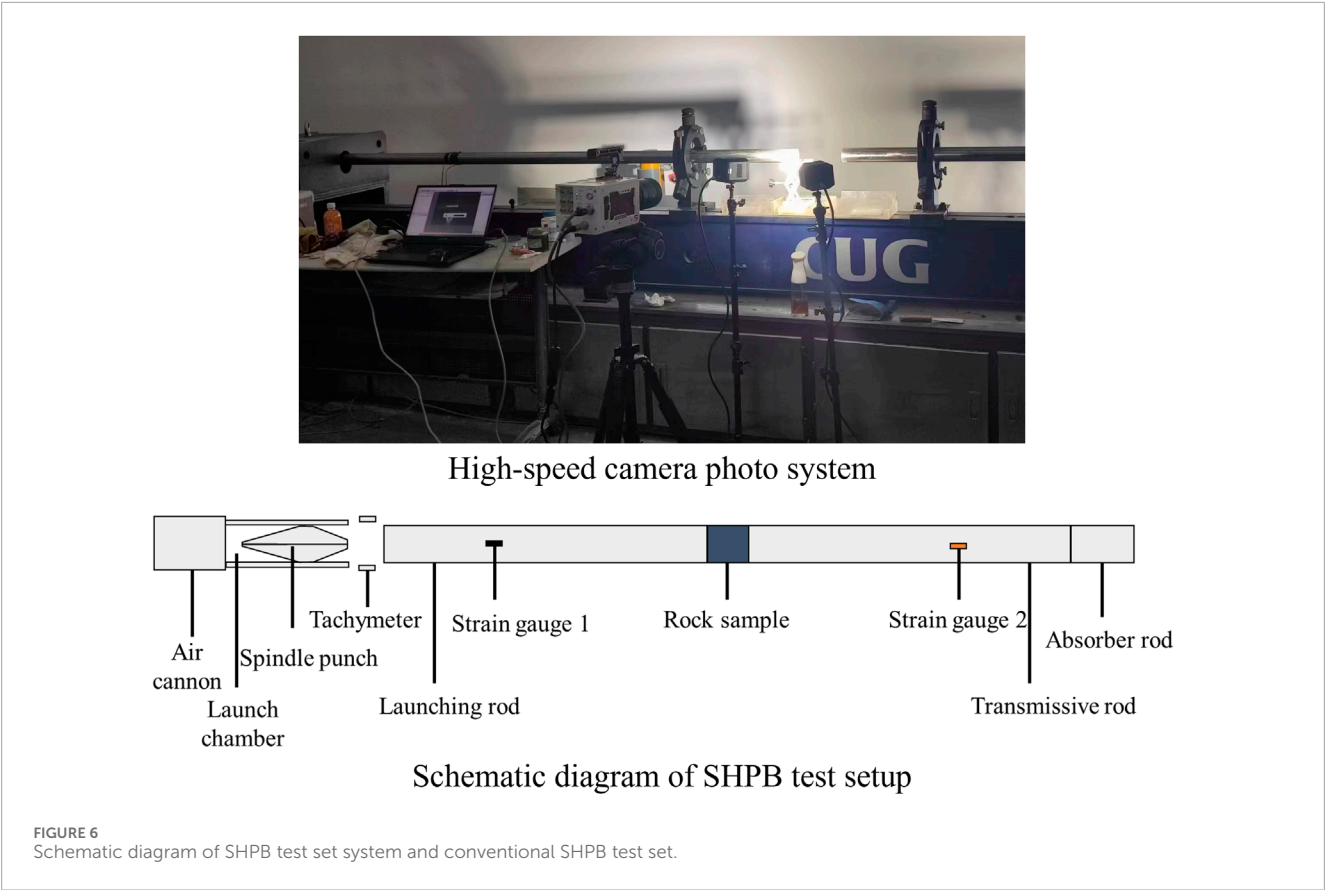 CUG
High-speed camera photo system
Tachymeter
Strain gauge 1
Rock sample
Strain gauge 2
Absorber rod
Air
cannon
Spindle punch
Launch
chamber
Launching rod
Transmissive rod
Schematic diagram of SHPB test setup
FIGURE 6
Schematic diagram of SHPB test set system and conventional SHPB test set.